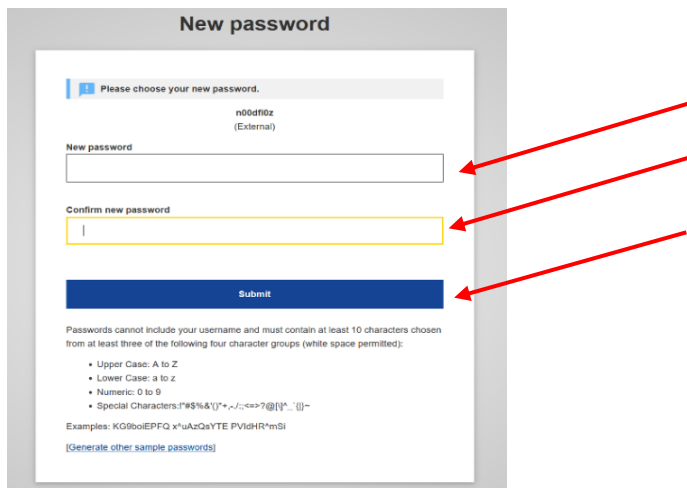 New password
Please choose your new password.
n00dfi0z
(External)
New password
Confirm new password
Submit
Passwords cannot include your username and must contain at least 10 characters chosen
from at least three of the following four character groups (white space permitted):
• Upper Case: A to Z
• Lower Case: a to z
• Numeric: 0 to 9
• Special Characters:!"#$%&'()*+,-./:;<=>?@[\]^_`{|}~
Examples: KG9boiEPFQ x^uAzQsYTE PVIdHR^mSi
[Generate other sample passwords]